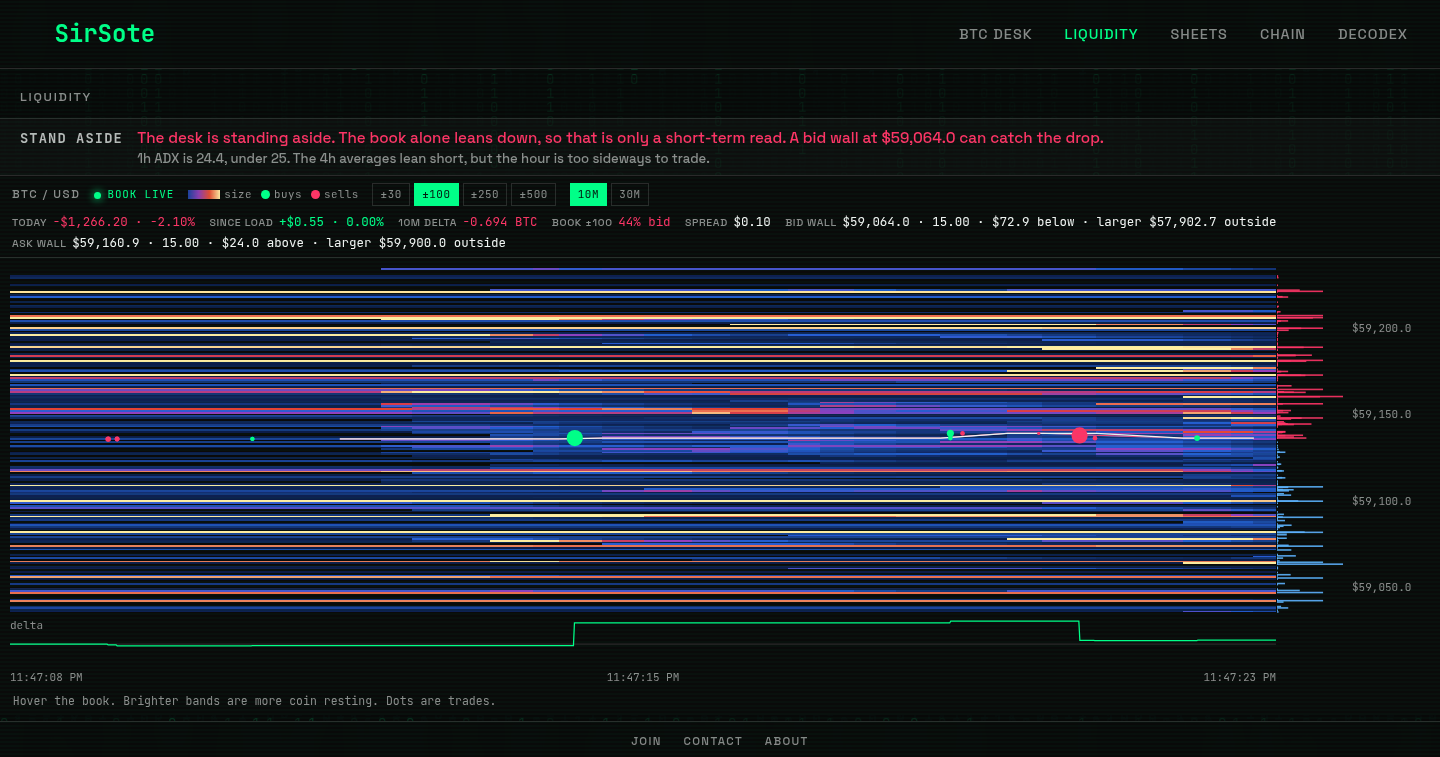 SirSote
BTC DESK LIQUIDITY SHEETS CHAIN DECODEX
LIQUIDITY
STAND ASIDE The desk is standing aside. The book alone leans down, so that is only a short-term read. A bid wall at $59,064.0 can catch the drop.
1h ADX is 24.4, under 25. The 4h averages lean short, but the hour is too sideways to trade.
BTC / USD BOOK LIVE size buys sells ±30 ±100 ±250 ±500 10M 30M
TODAY -$1,266.20 · -2.10% SINCE LOAD +$0.55 · 0.00% 10M DELTA -0.694 BTC BOOK ±100 44% bid SPREAD $0.10 BID WALL $59,064.0 · 15.00 · $72.9 below · larger $57,902.7 outside
ASK WALL $59,160.9 · 15.00 · $24.0 above · larger $59,900.0 outside
$59,200.0
$59,150.0
$59,100.0
$59,050.0
delta
11:47:08 PM 11:47:15 PM 11:47:23 PM
Hover the book. Brighter bands are more coin resting. Dots are trades.
JOIN CONTACT ABOUT